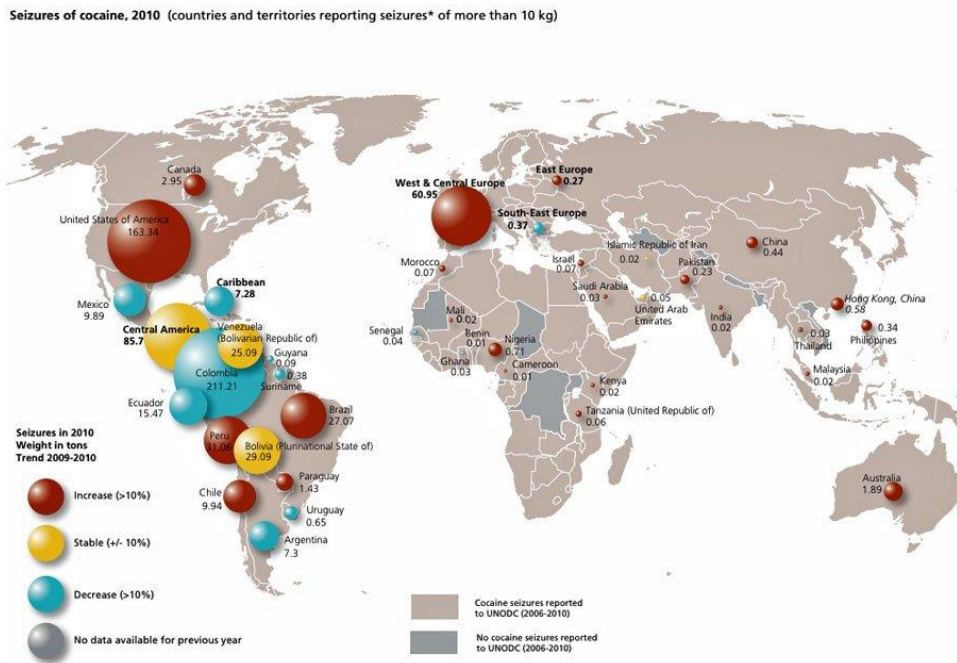 Seizures of cocaine, 2010 (countries and territories reporting seizures* of more than 10 kg)
Canada
2.95
United States of America
163.34
Mexico
9.89
Caribbean
7.28
Central America
85.7
Venezuela
(Bolivarian Republic of)
25.09
Guyana
0.09
0.38
Suriname
Colombia
211.21
Ecuador
15.47
Brazil
27.07
Peru
31.06
Bolivia (Plurinational State of)
29.09
Paraguay
1.43
Chile
9.94
Uruguay
0.65
Argentina
7.3
West & Central Europe
60.95
East Europe
0.27
South-East Europe
0.37
Morocco
0.07
Israel
0.07
Islamic Republic of Iran
0.02
Saudi Arabia
0.03
0.05
United Arab
Emirates
Pakistan
0.23
China
0.44
Hong Kong, China
0.58
India
0.02
0.03
Thailand
0.34
Philippines
Malaysia
0.02
Senegal
0.04
Mali
0.02
Benin
0.01
Nigeria
0.71
Ghana
0.03
Cameroon
0.01
Kenya
0.02
Tanzania (United Republic of)
0.06
Australia
1.89
Seizures in 2010
Weight in tons
Trend 2009-2010
Increase (>10%)
Stable (+/- 10%)
Decrease (>10%)
No data available for previous year
Cocaine seizures reported
to UNODC (2006-2010)
No cocaine seizures reported
to UNODC (2006-2010)